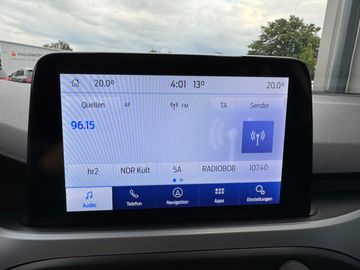 20.0° 4:01 13° 20.0°
Quellen AF FM TA Sender
96.15
hr2 NDR Kult 5A RADIOBOB 107.40
Audio Telefon Navigation Apps Einstellungen